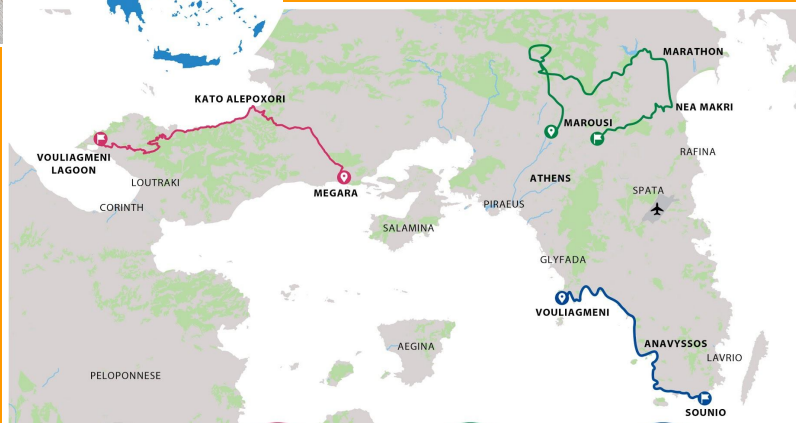 MARATHON
KATO ALEPOXORI
NEA MAKRI
MAROUSI
RAFINA
VOULIAGMENI
LAGOON
LOUTRAKI
ATHENS
MEGARA
SPATA
CORINTH
PIRAEUS
SALAMINA
GLYFADA
VOULIAGMENI
ANAVYSSOS
AEGINA
LAVRIO
PELOPONNESE
SOUNIO